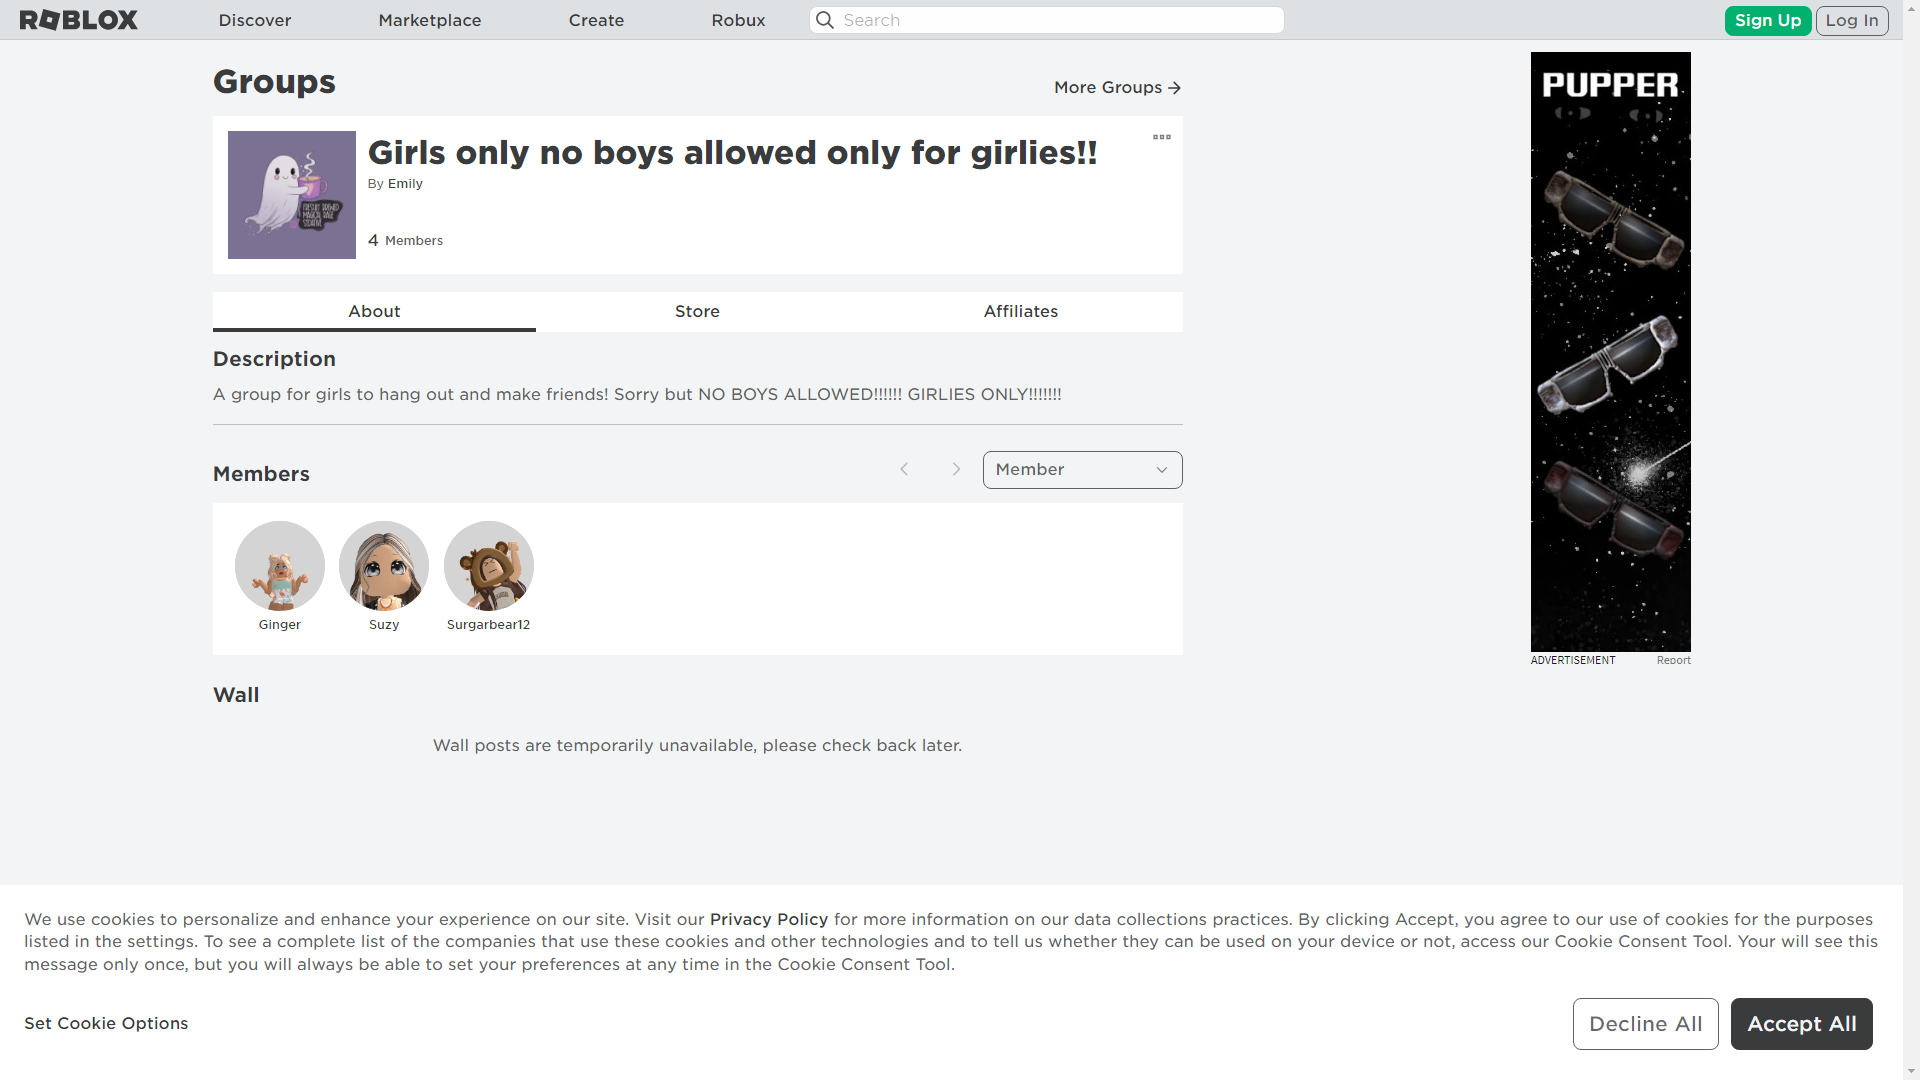 ROBLOX
Discover
Marketplace
Create
Robux
Search
Sign Up
Log In
Groups
More Groups
Girls only no boys allowed only for girlies!!
By Emily
4 Members
About
Store
Affiliates
Description
A group for girls to hang out and make friends! Sorry but NO BOYS ALLOWED!!!!!! GIRLIES ONLY!!!!!!!
Members
Member
Ginger
Suzy
Surgarbear12
Wall
Wall posts are temporarily unavailable, please check back later.
PUPPER
ADVERTISEMENT
Report
We use cookies to personalize and enhance your experience on our site. Visit our Privacy Policy for more information on our data collections practices. By clicking Accept, you agree to our use of cookies for the purposes
listed in the settings. To see a complete list of the companies that use these cookies and other technologies and to tell us whether they can be used on your device or not, access our Cookie Consent Tool. Your will see this
message only once, but you will always be able to set your preferences at any time in the Cookie Consent Tool.
Set Cookie Options
Decline All
Accept All